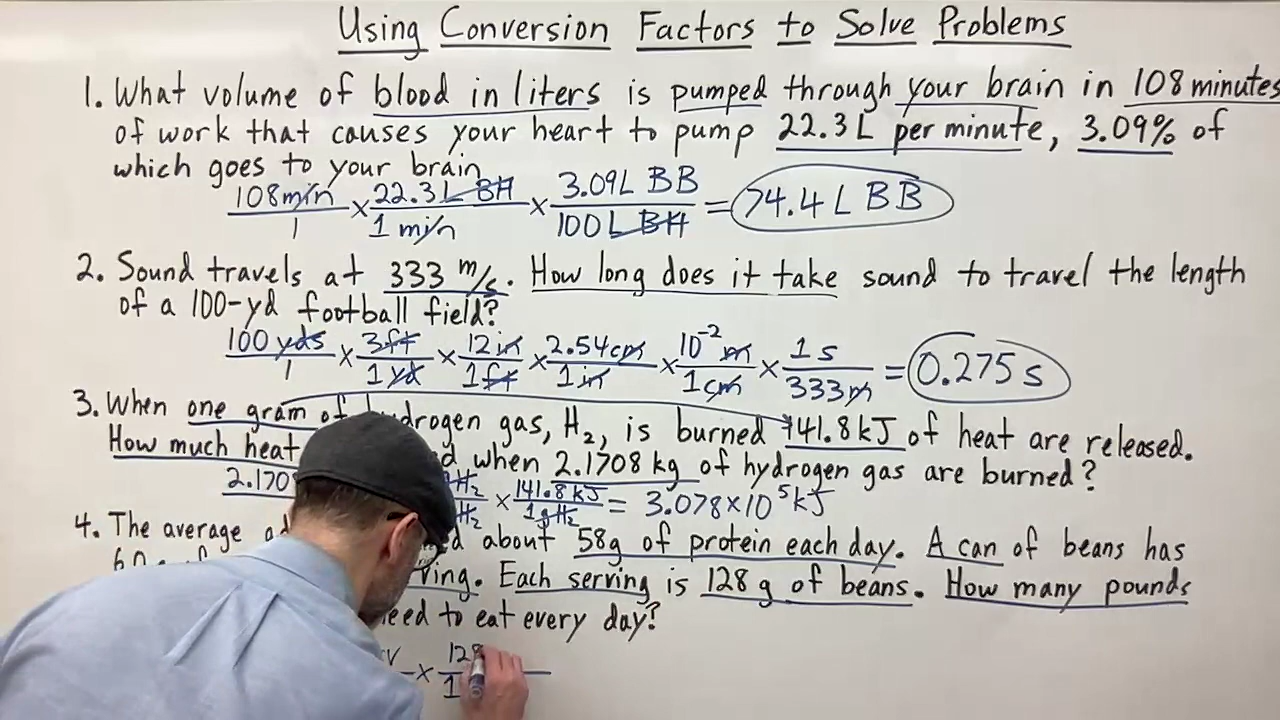 Using Conversion Factors to Solve Problems
1. What volume of blood in liters is pumped through your brain in 108 minutes
of work that causes your heart to pump 22.3 L per minute, 3.09% of
which goes to your brain
108 min/1 × 22.3 L BH/1 min × 3.09 L BB/100 L BH = 74.4 L BB
2. Sound travels at 333 m/s. How long does it take sound to travel the length
of a 100-yd football field?
100 yds/1 × 3 ft/1 yd × 12 in/1 ft × 2.54 cm/1 in × 10⁻² m/1 cm × 1 s/333 m = 0.275 s
3. When one gram of hydrogen gas, H₂, is burned 141.8 kJ of heat are released.
How much heat when 2.1708 kg of hydrogen gas are burned?
2.170 H₂/H₂ × 141.8 kJ/1 g H₂ = 3.078 × 10⁵ kJ
4. The average about 58 g of protein each day. A can of beans has
Each serving is 128 g of beans. How many pounds
to eat every day?
× 128/1